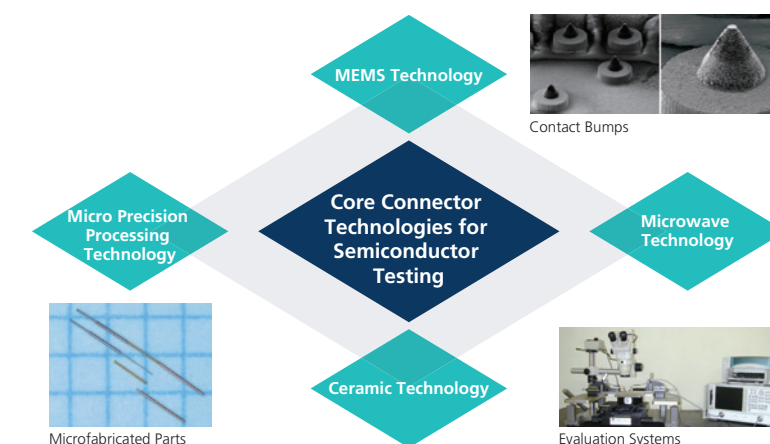 MEMS Technology
Contact Bumps
Core Connector
Technologies for
Semiconductor
Testing
Micro Precision
Processing
Technology
Microwave
Technology
Ceramic Technology
Microfabricated Parts
Evaluation Systems